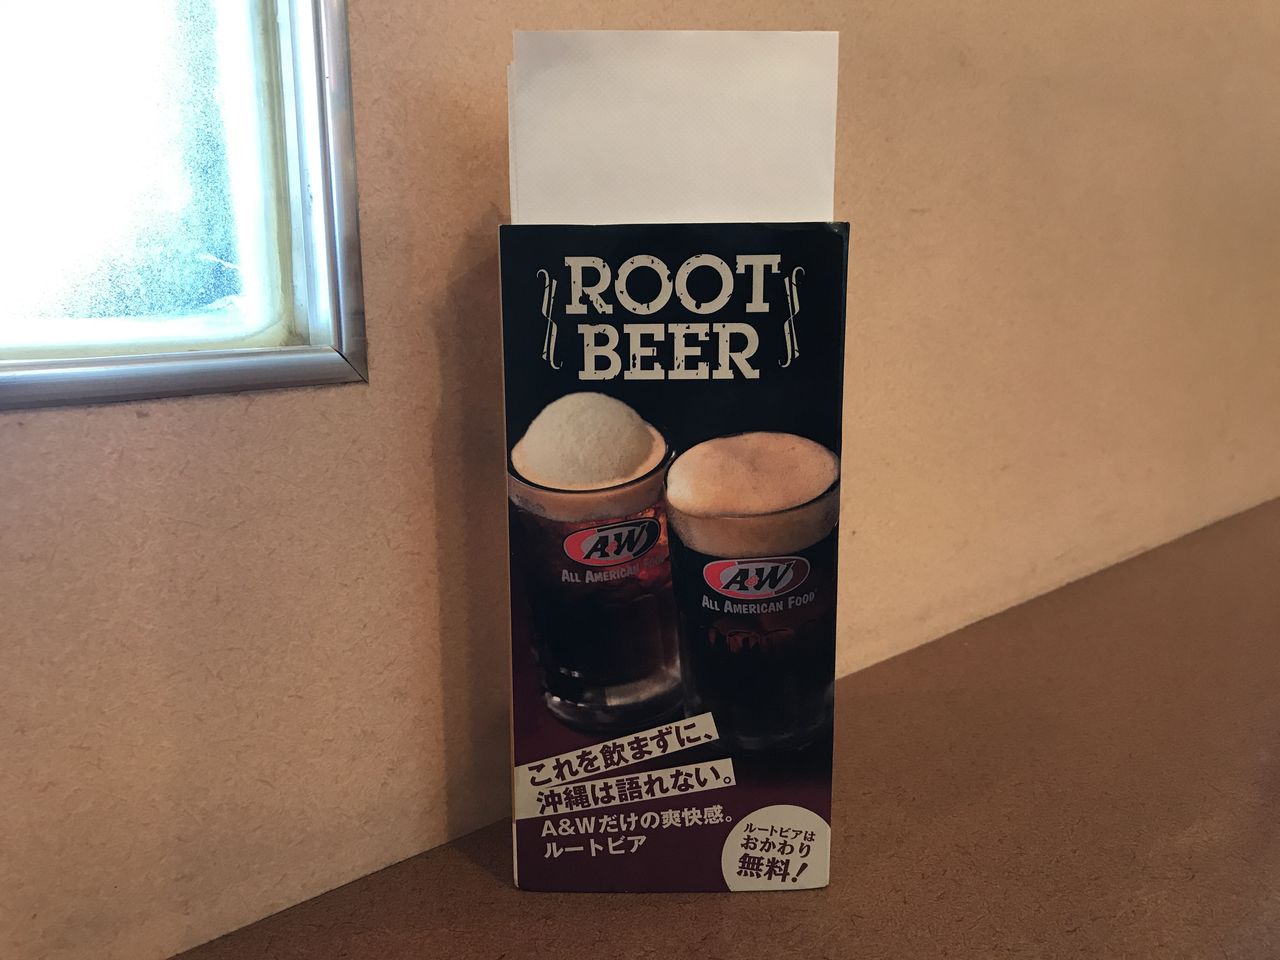 ROOT
BEER
A&W
ALL AMERICAN FOOD
A&W
ALL AMERICAN FOOD
これを飲まずに、
沖縄は語れない。
A&Wだけの爽快感。
ルートビア
ルートビアは
おかわり
無料!